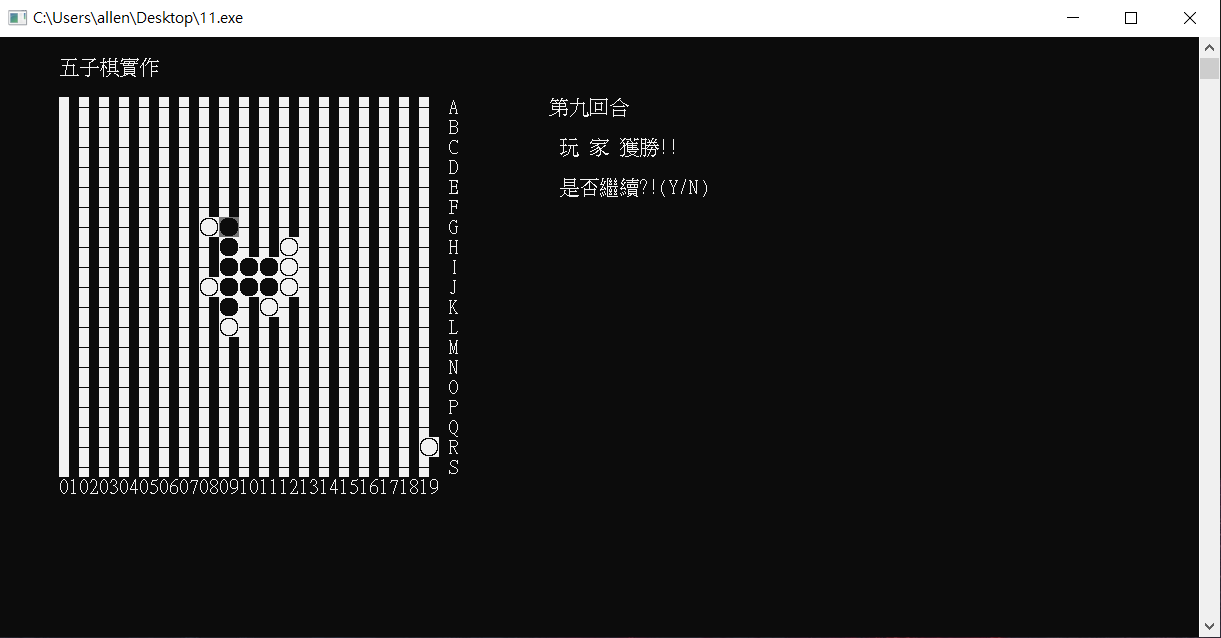 C:\Users\allen\Desktop\11.exe
五子棋實作
A
B
C
D
E
F
G
H
I
J
K
L
M
N
O
P
Q
R
S
01020304050607080910111213141516171819
第九回合
玩 家 獲勝!!
是否繼續?!(Y/N)